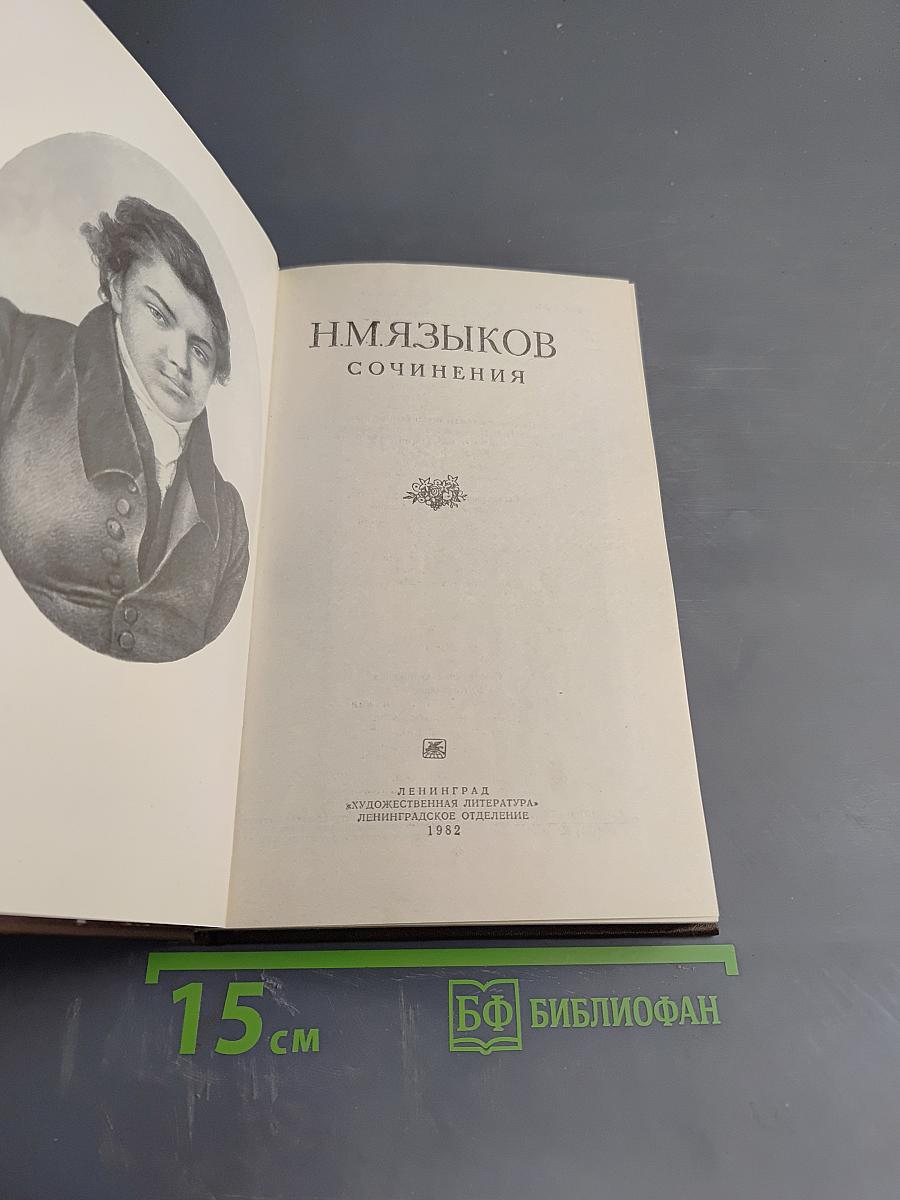 Н.М.ЯЗЫКОВ
СОЧИНЕНИЯ
ЛЕНИНГРАД
«ХУДОЖЕСТВЕННАЯ ЛИТЕРАТУРА»
ЛЕНИНГРАДСКОЕ ОТДЕЛЕНИЕ
1982
15 см
БФ БИБЛИОФАН